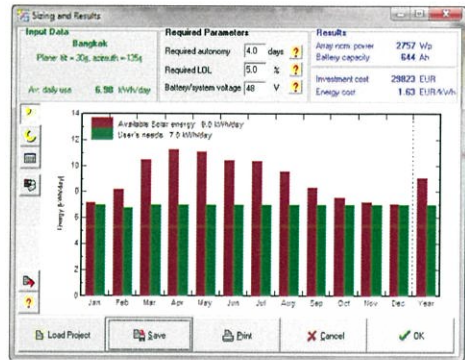 Sizing and Results
Input Data
Bangkok
Plane: tilt = 30g, azimuth =-135g
Av. daily use 6.98 kWh/day
Required Parameters
Required autonomy 4.0 days ?
Required LOL 5.0 % ?
Battery/system voltage 48 V ?
Results
Array nom. power 2757 Wp
Battery capacity 644 Ah
Investment cost 29823 EUR
Energy cost 1.63 EUR/kWh
Available Solar energy 9.0 kWh/day
User's needs 7.0 kWh/day
Energy [kWh/day]
14
12
10
8
6
4
2
0
Jan Feb Mar Apr May Jun Jul Aug Sep Oct Nov Dec Year
?
Load Project
Save
Print
Cancel
OK